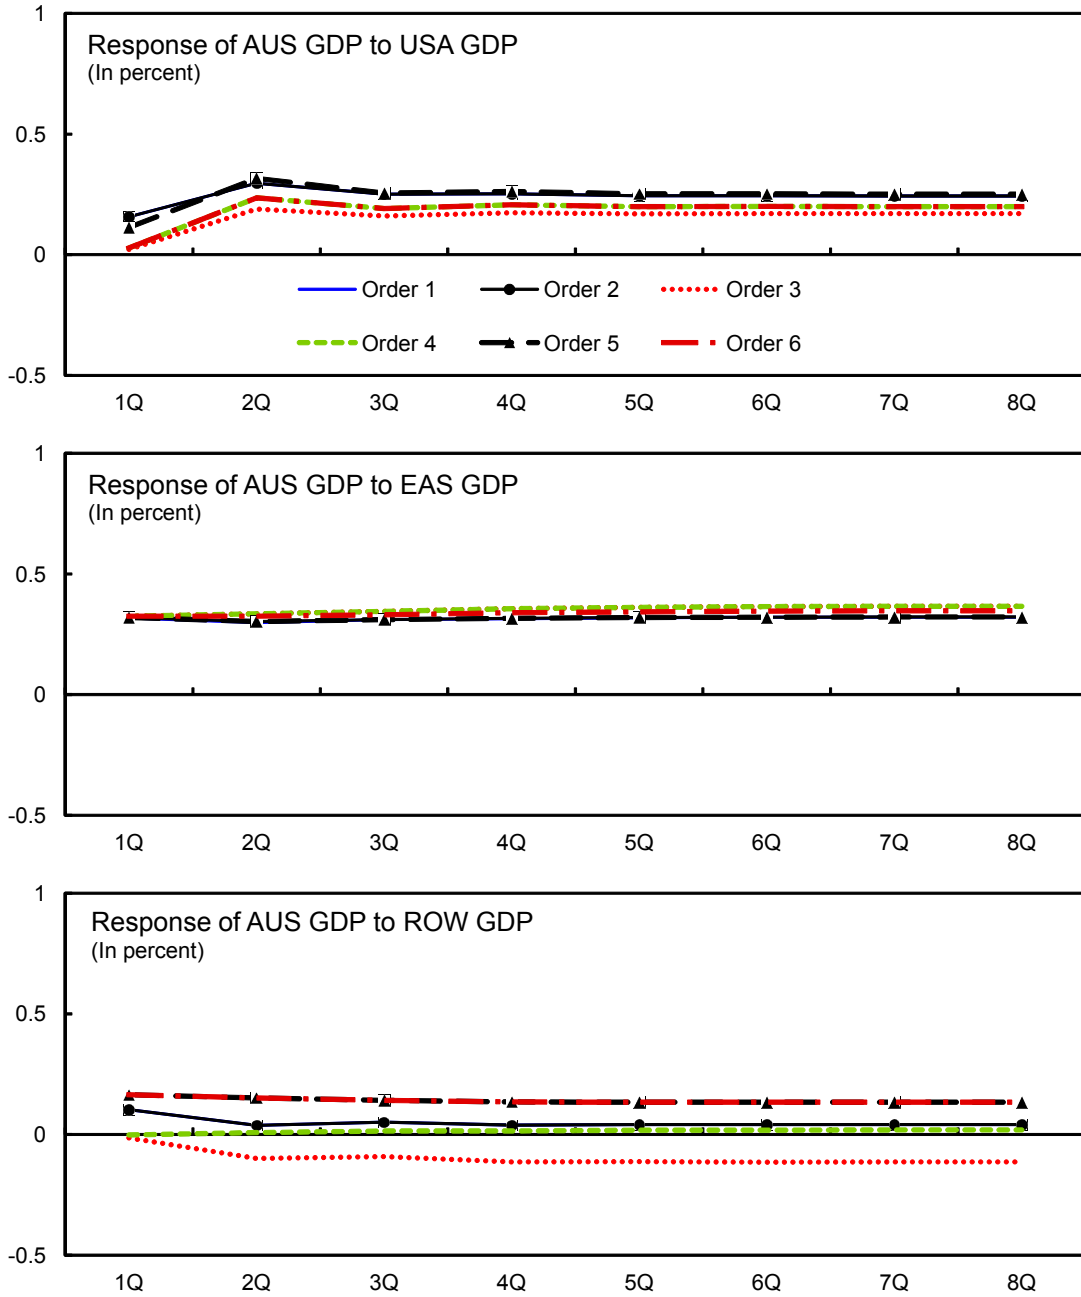 1
Response of AUS GDP to USA GDP
(In percent)
0.5
0
Order 1 Order 2 Order 3
Order 4 Order 5 Order 6
-0.5
1Q 2Q 3Q 4Q 5Q 6Q 7Q 8Q
1
Response of AUS GDP to EAS GDP
(In percent)
0.5
0
-0.5
1Q 2Q 3Q 4Q 5Q 6Q 7Q 8Q
1
Response of AUS GDP to ROW GDP
(In percent)
0.5
0
-0.5
1Q 2Q 3Q 4Q 5Q 6Q 7Q 8Q